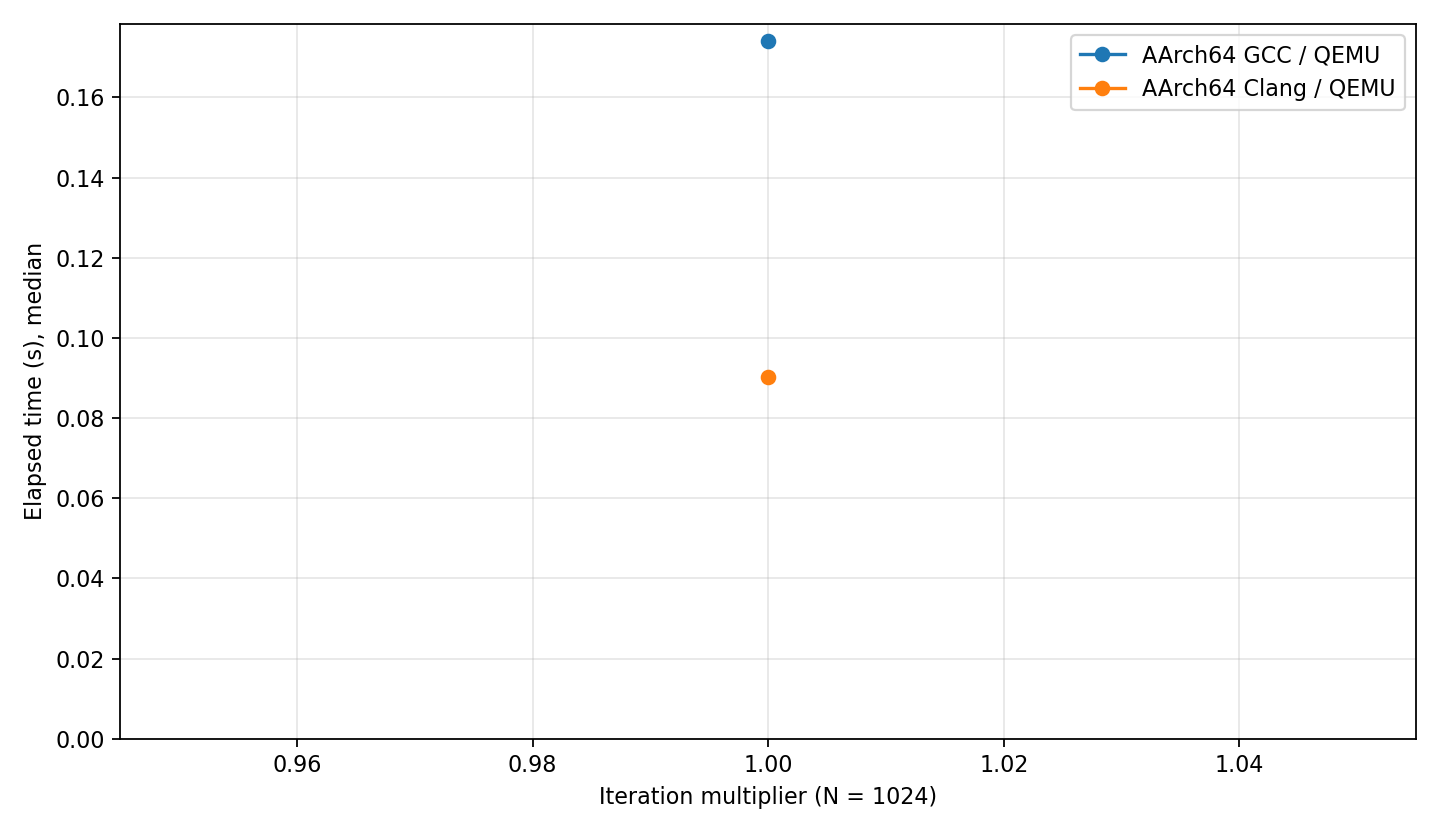 AArch64 GCC / QEMU
AArch64 Clang / QEMU
0.16
0.14
0.12
0.10
0.08
0.06
0.04
0.02
0.00
Elapsed time (s), median
0.96 0.98 1.00 1.02 1.04
Iteration multiplier (N = 1024)